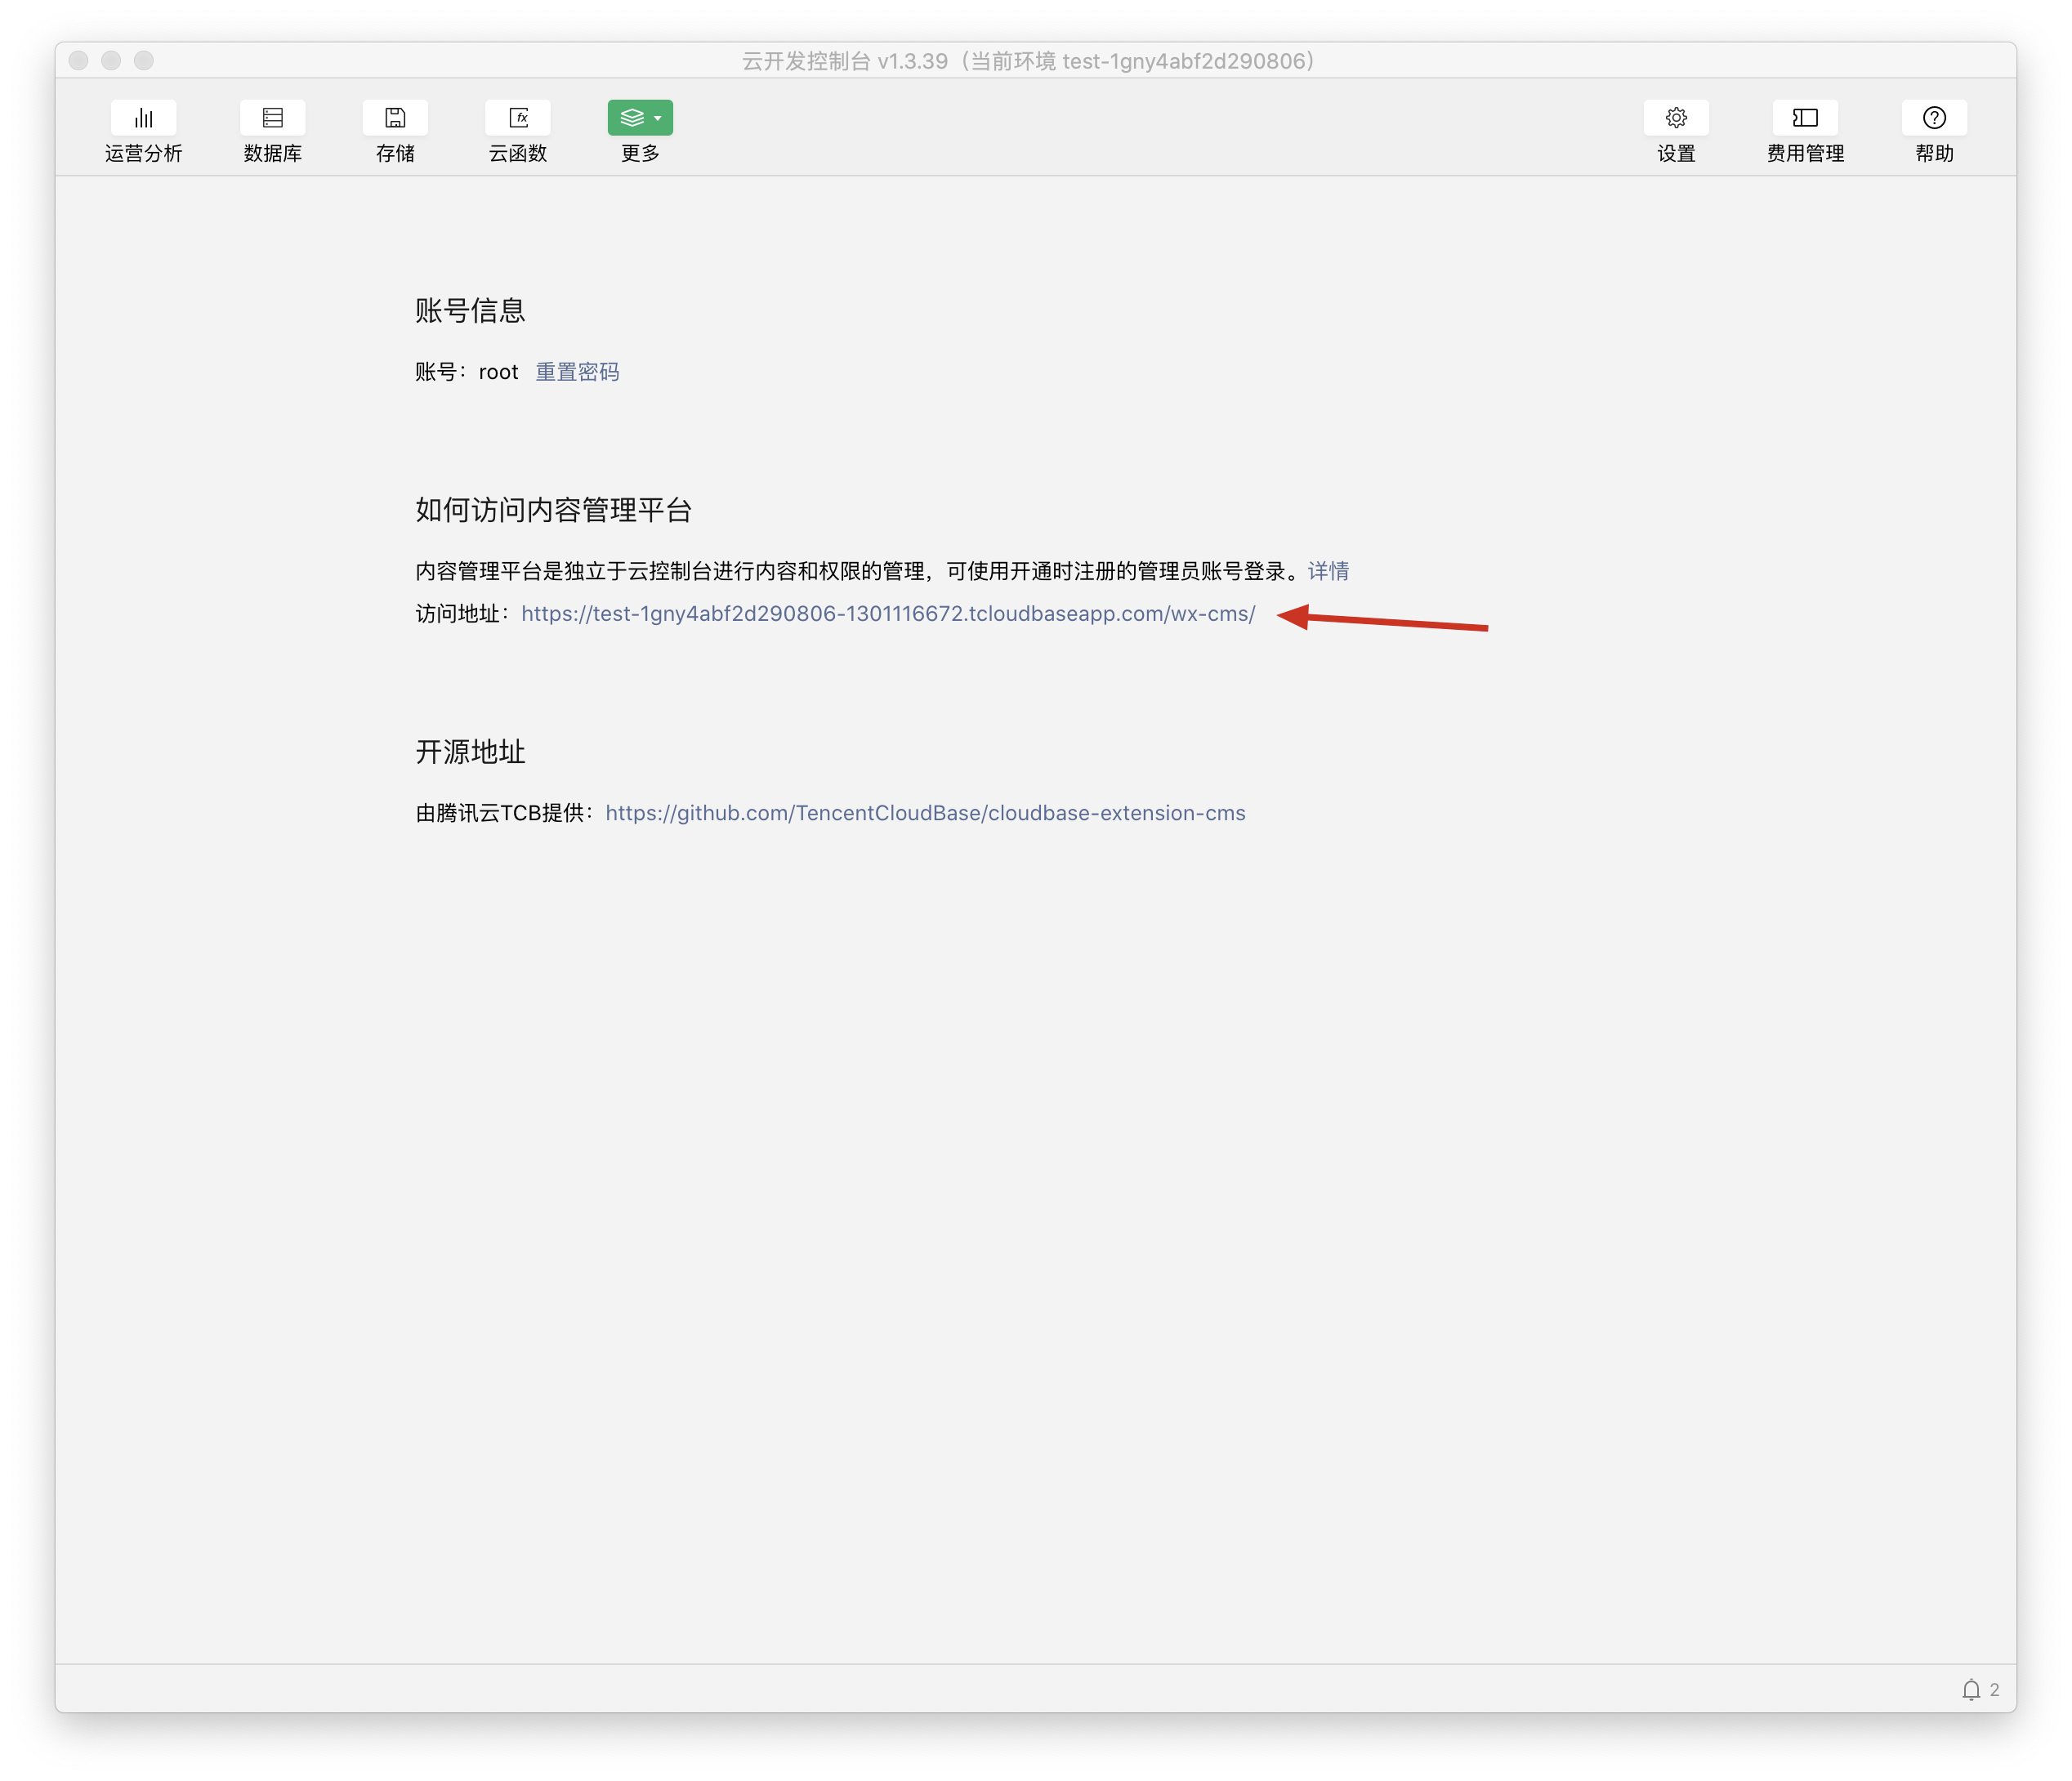 云开发控制台 v1.3.39（当前环境 test-1gny4abf2d290806）
运营分析
数据库
存储
云函数
更多
设置
费用管理
帮助
账号信息
账号：root 重置密码
如何访问内容管理平台
内容管理平台是独立于云控制台进行内容和权限的管理，可使用开通时注册的管理员账号登录。详情
访问地址：https://test-1gny4abf2d290806-1301116672.tcloudbaseapp.com/wx-cms/
开源地址
由腾讯云TCB提供：https://github.com/TencentCloudBase/cloudbase-extension-cms
2